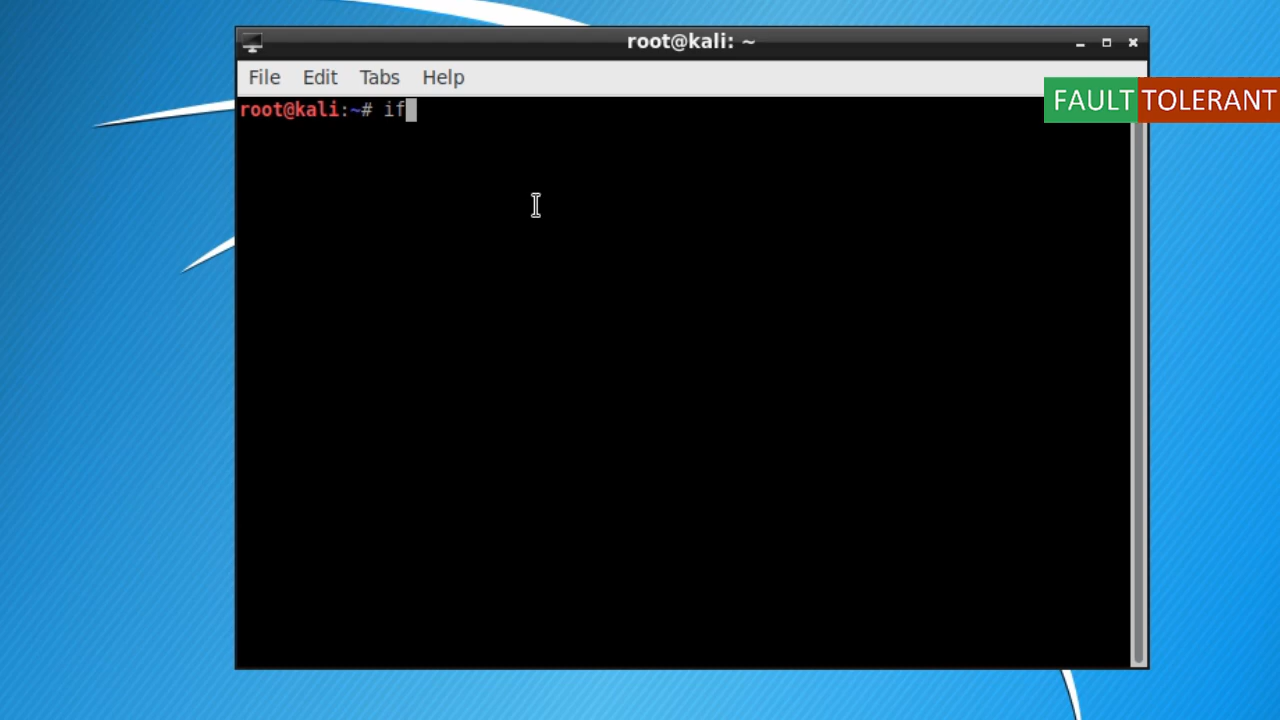 root@kali: ~
File Edit Tabs Help
FAULT TOLERANT
root@kali:~# if